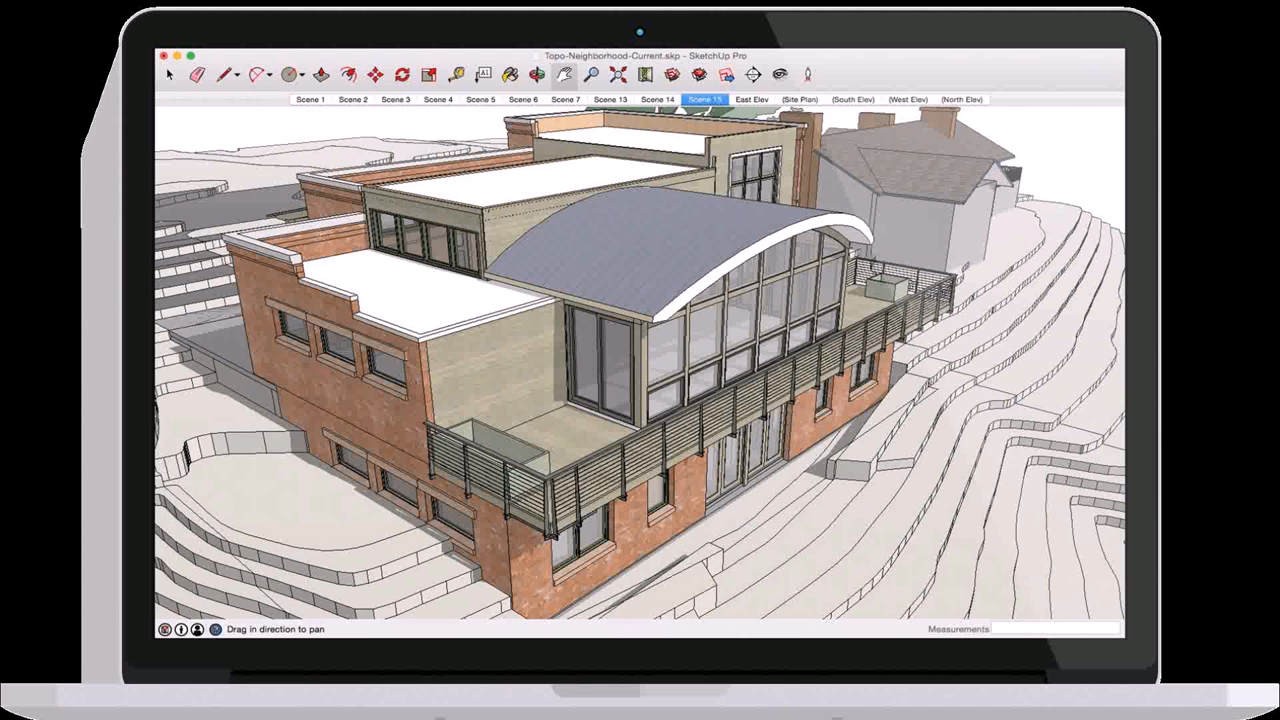 Topo-Neighborhood-Current.skp - SketchUp Pro
A1
Scene 1 Scene 2 Scene 3 Scene 4 Scene 5 Scene 6 Scene 7 Scene 13 Scene 14 Scene 15 East Elev (Site Plan) (South Elev) (West Elev) (North Elev)
Drag in direction to pan Measurements